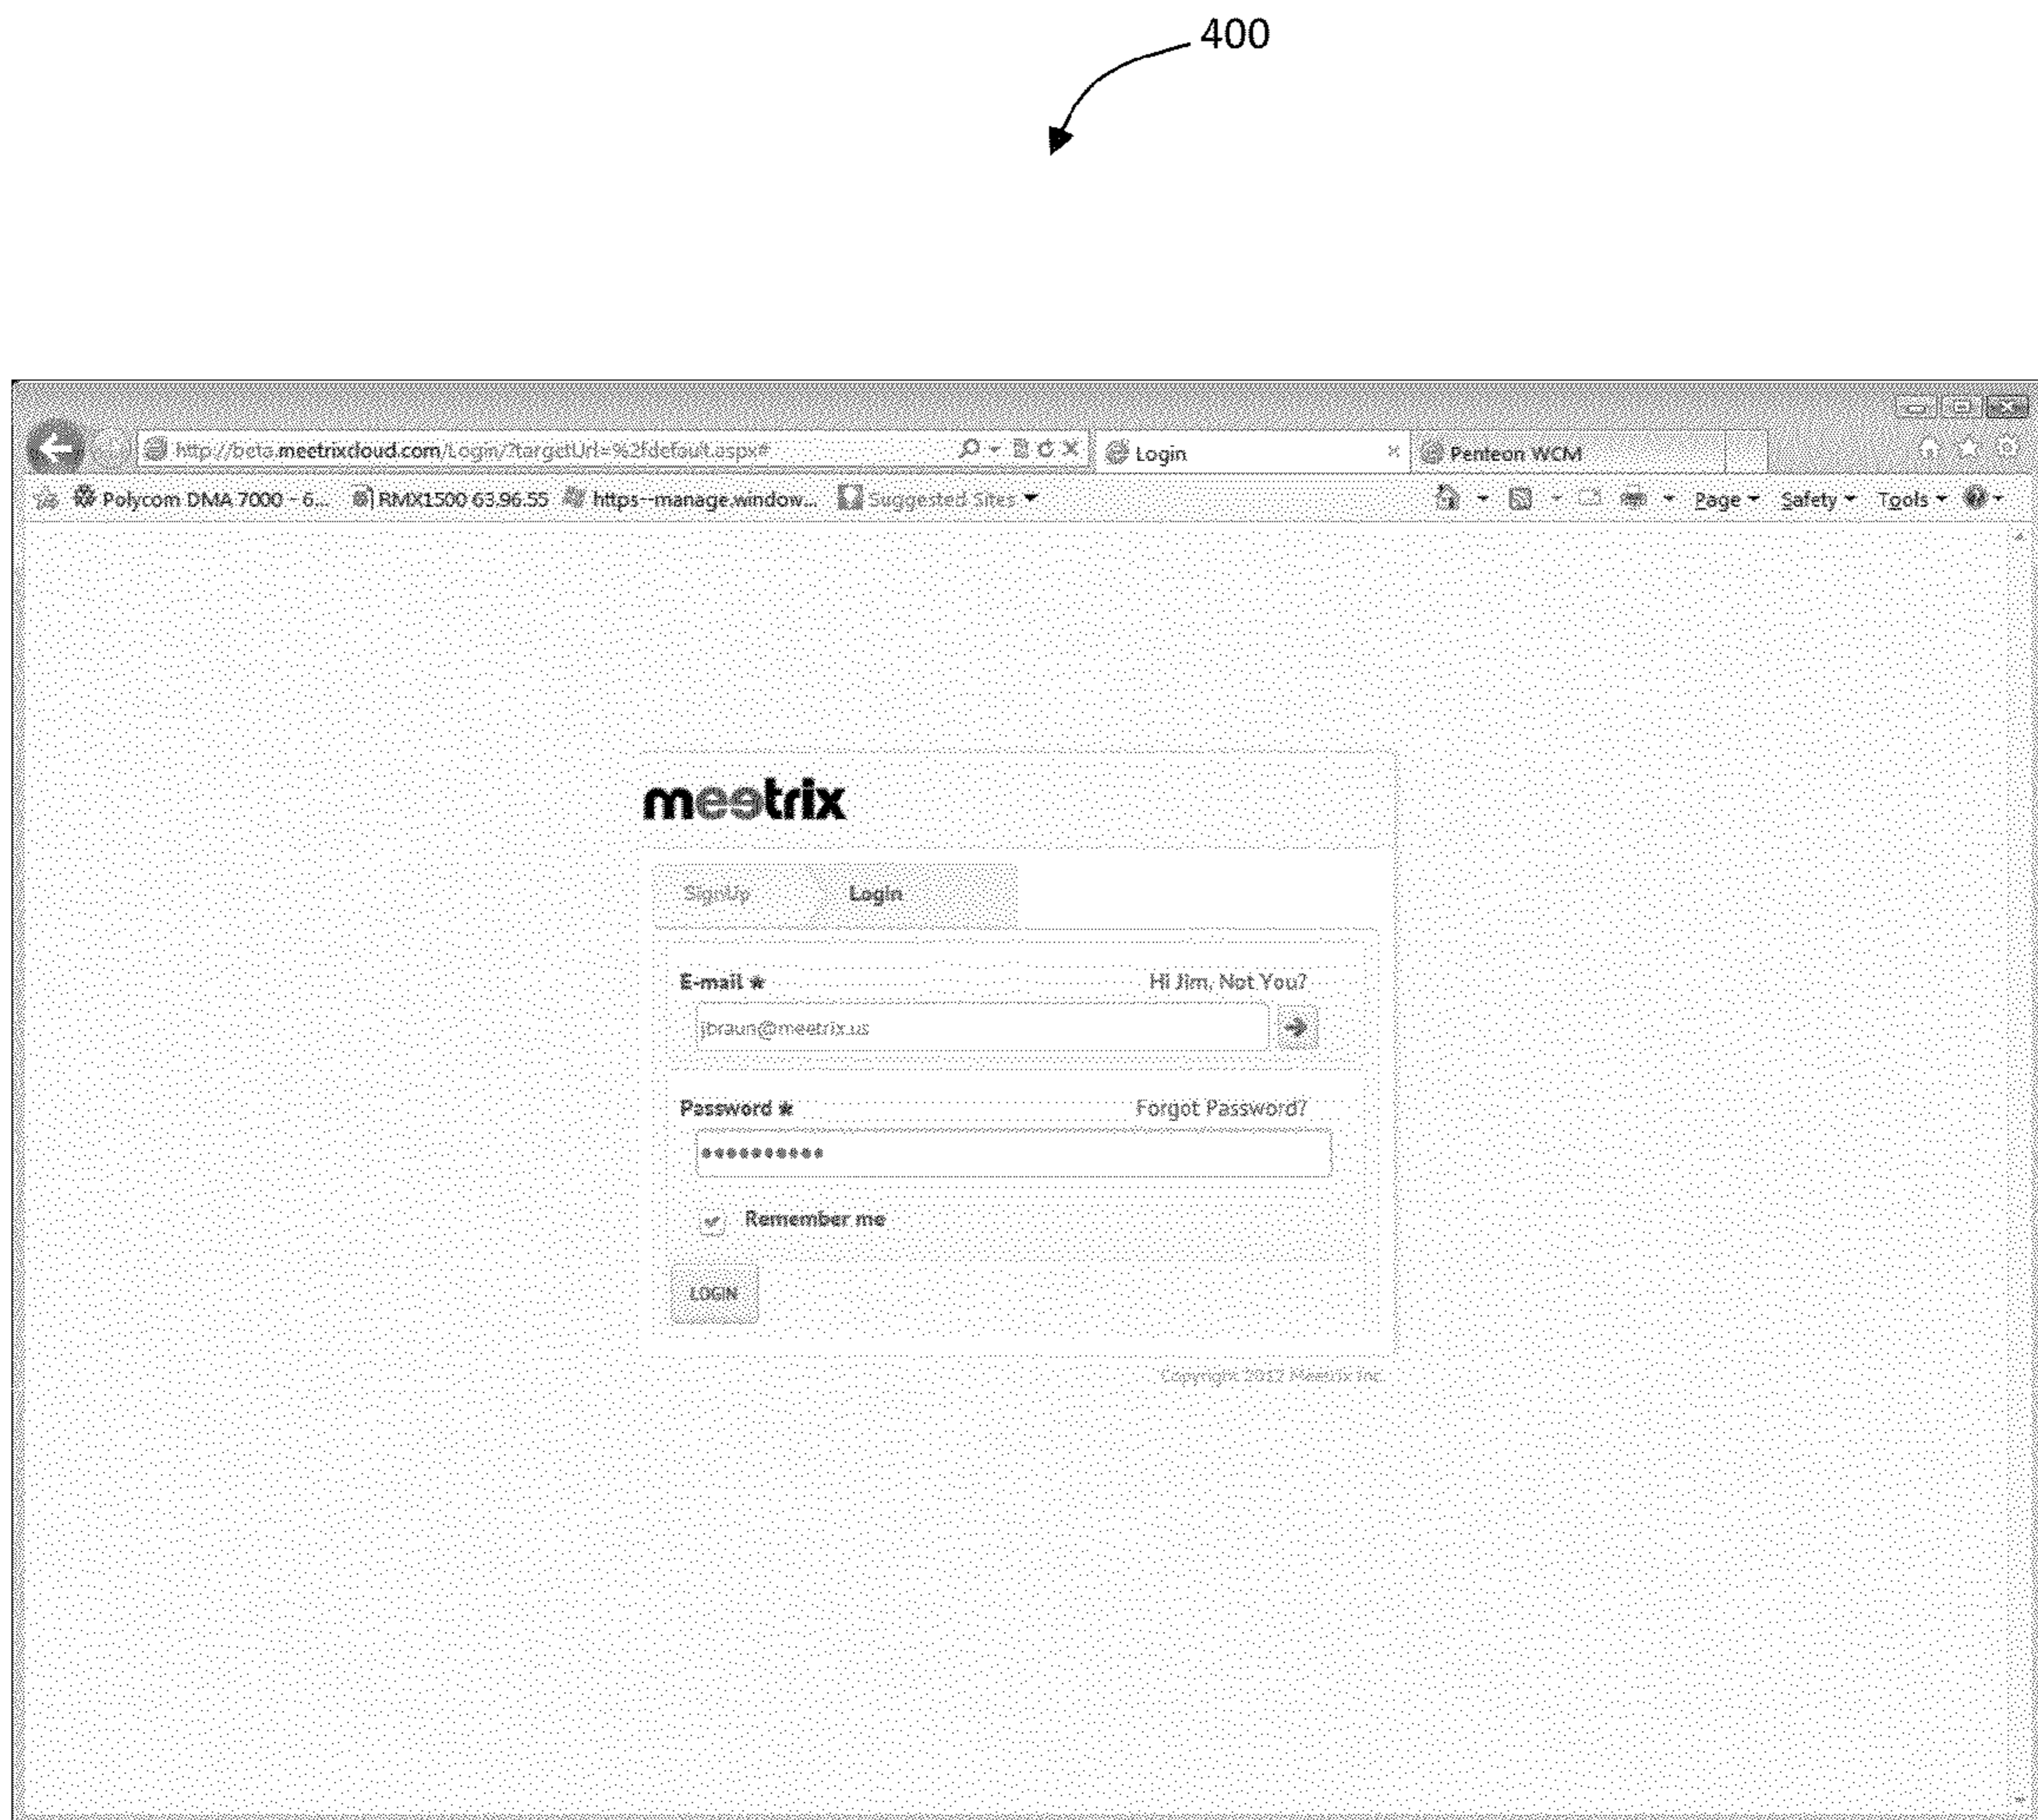 400
http://beta.meetrixcloud.com/Login/?targetUrl=%2fdefault.aspx#
Login
Penteon WCM
Polycom DMA 7000 - 6... RMX1500 63.96.55 https--manage.window... Suggested Sites
Page Safety Tools
meetrix
SignUp Login
E-mail * Hi Jim, Not You?
jbraun@meetrix.us
Password * Forgot Password?
••••••••••
Remember me
LOGIN
Copyright 2012 Meetrix Inc.